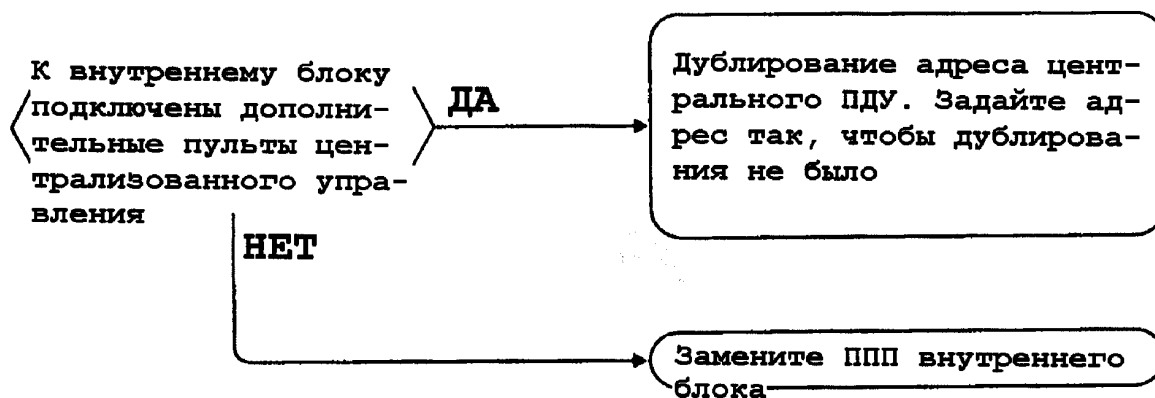 К внутреннему блоку
подключены дополни-
тельные пульты цен-
трализованного упра-
вления
ДА
Дублирование адреса цент-
рального ПДУ. Задайте ад-
рес так, чтобы дублирова-
ния не было
НЕТ
Замените ППП внутреннего
блока